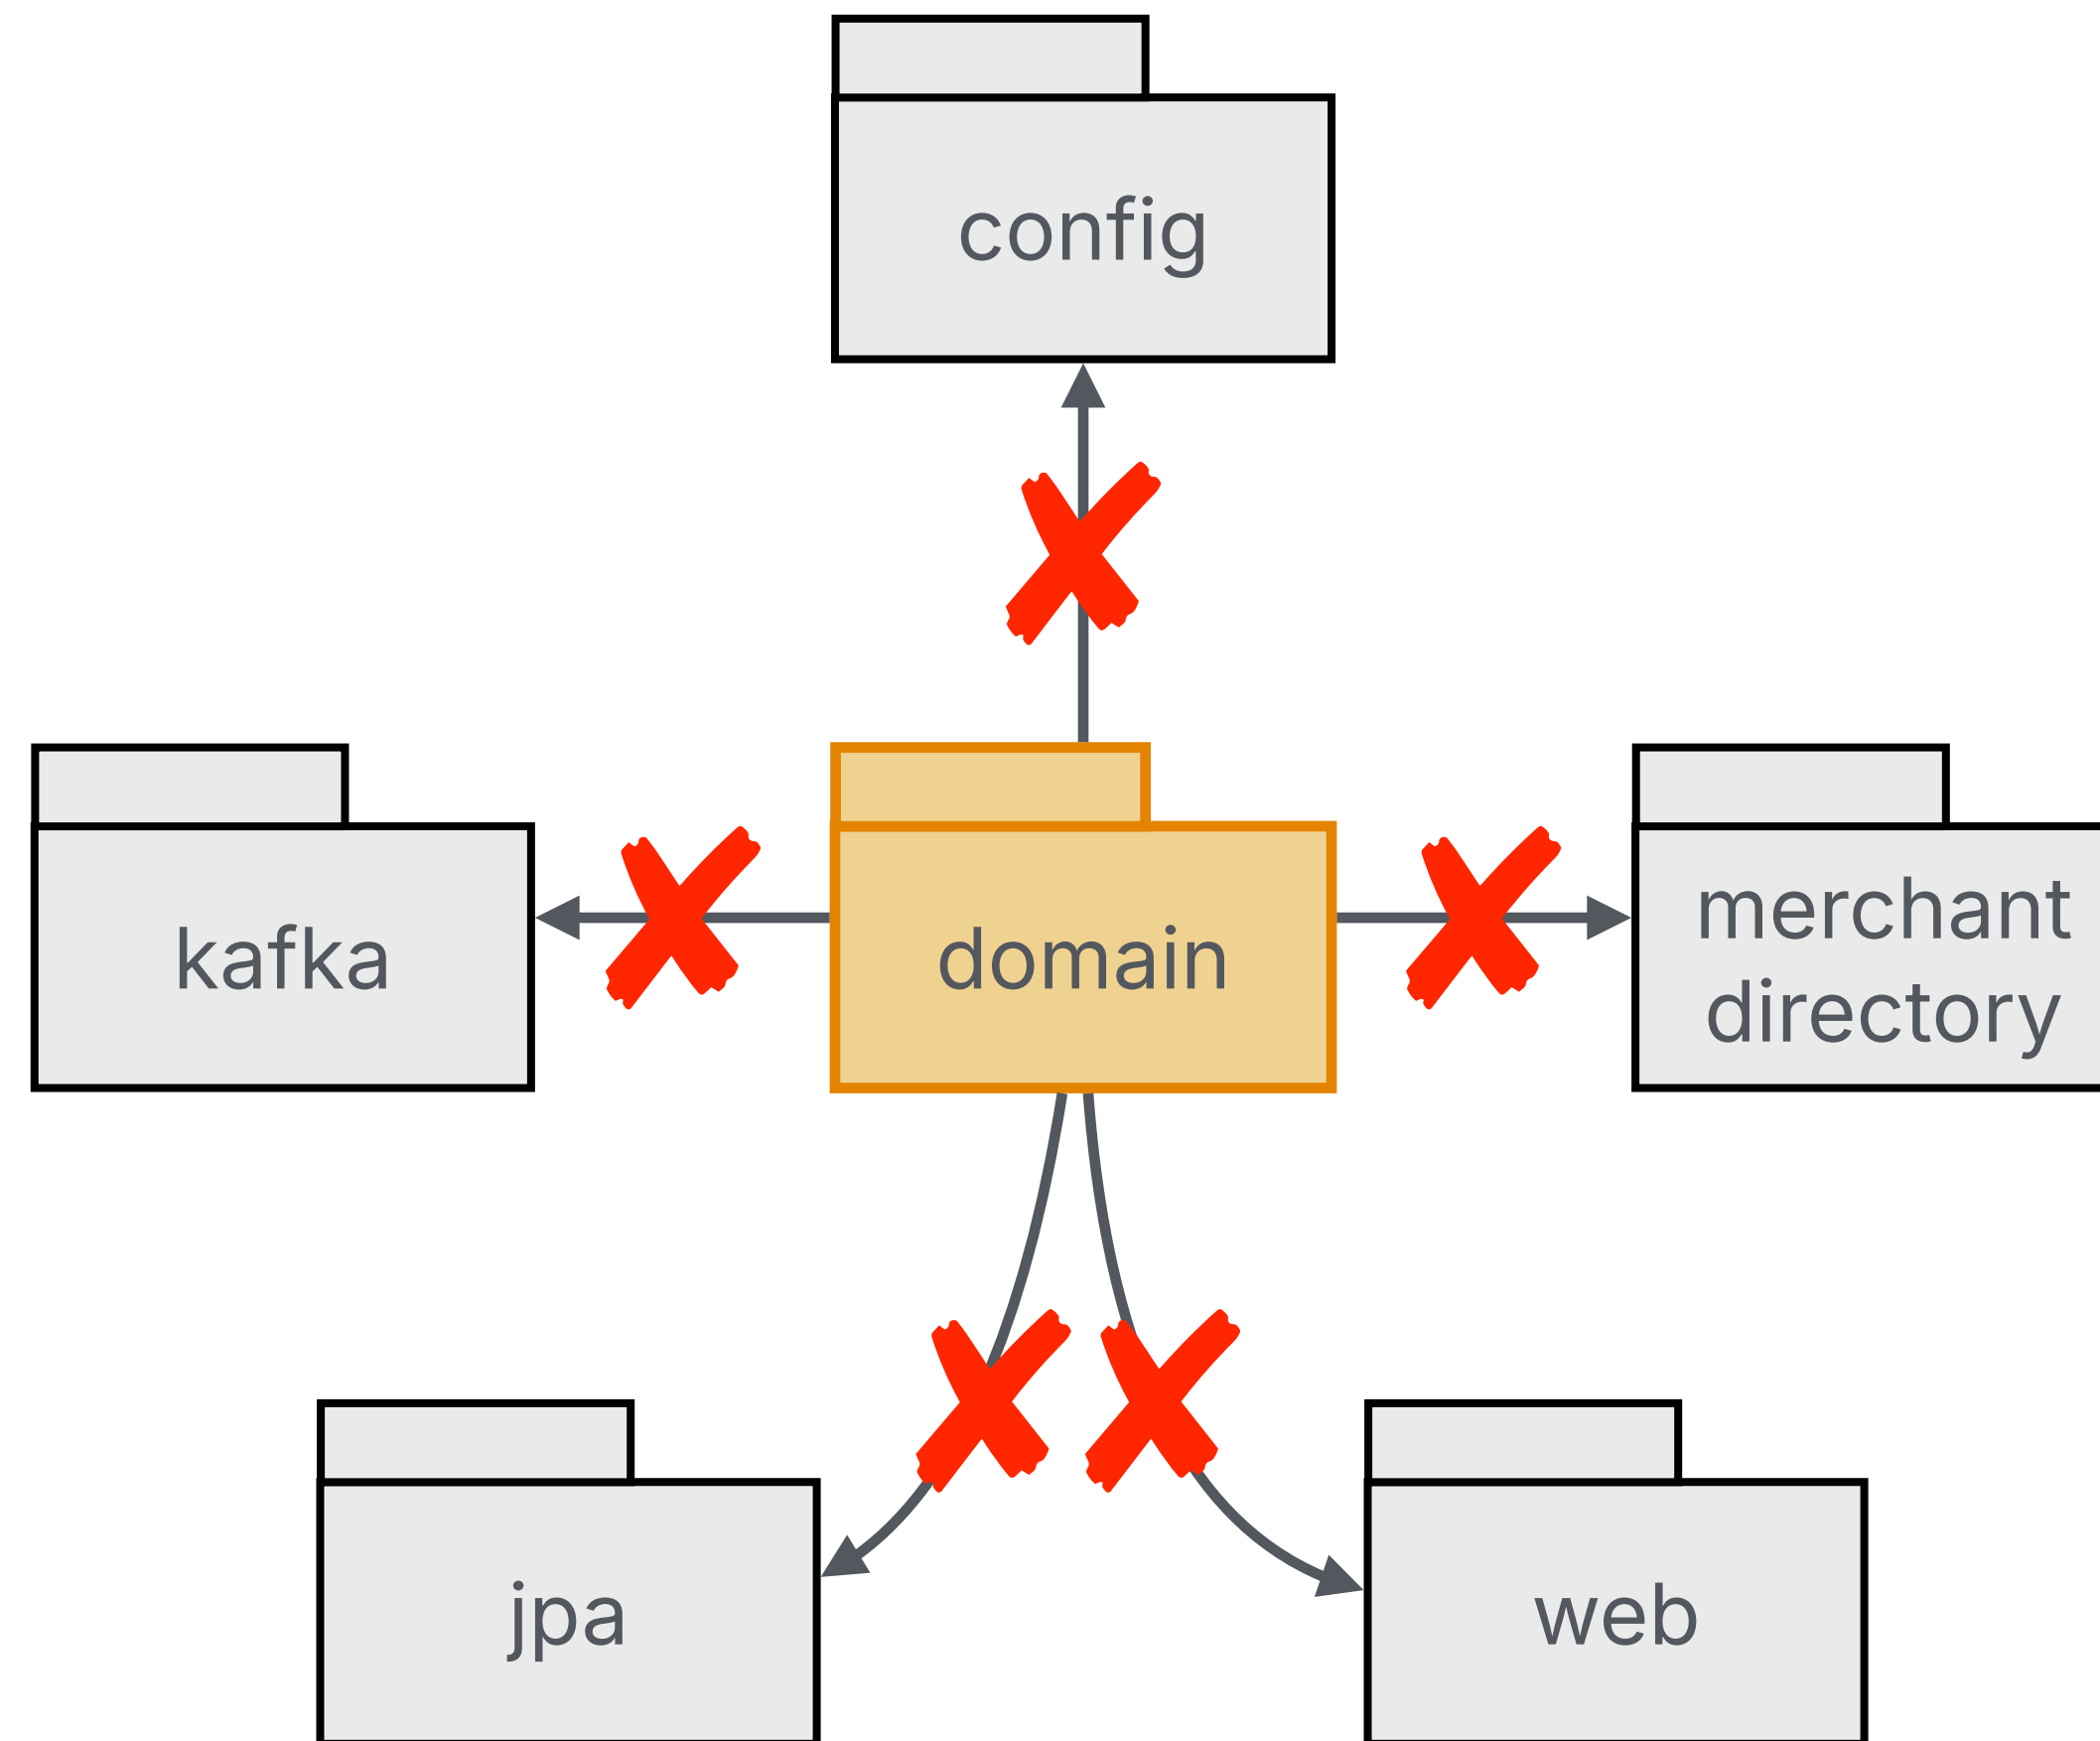 config
kafka
domain
merchant
directory
jpa
web